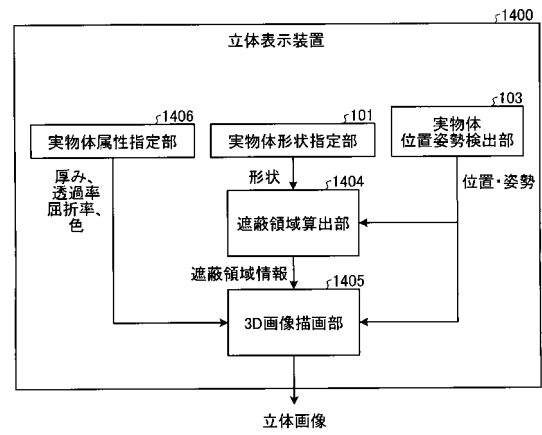 1400
立体表示装置
1406
実物体属性指定部
101
実物体形状指定部
103
実物体
位置姿勢検出部
厚み、
透過率
屈折率、
色
形状
位置・姿勢
1404
遮蔽領域算出部
遮蔽領域情報
1405
3D画像描画部
立体画像